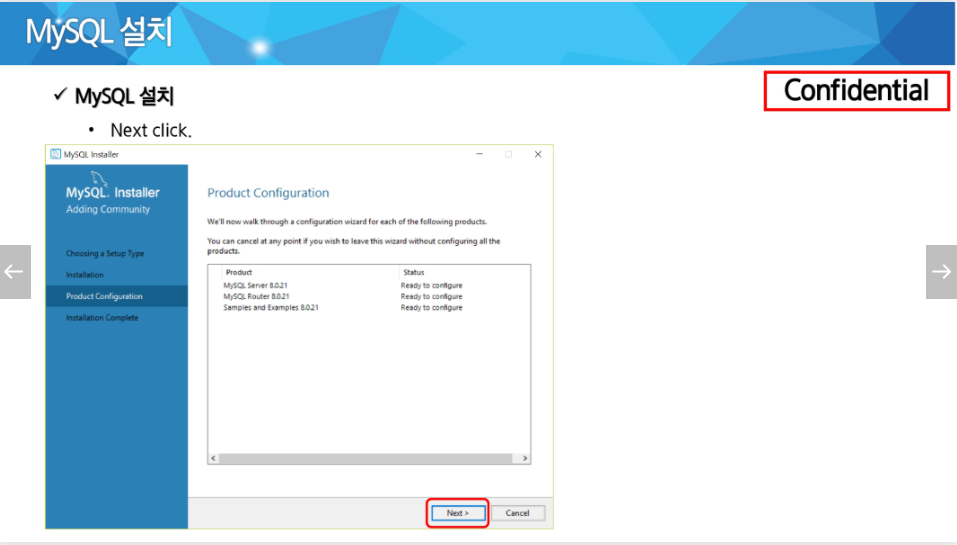 MySQL 설치
Confidential
✓ MySQL 설치
• Next click.
MySQL Installer
MySQL. Installer
Adding Community
Choosing a Setup Type
Installation
Product Configuration
Installation Complete
Product Configuration
We'll now walk through a configuration wizard for each of the following products.
You can cancel at any point if you wish to leave this wizard without configuring all the
products.
Product Status
MySQL Server 8.0.21 Ready to configure
MySQL Router 8.0.21 Ready to configure
Samples and Examples 8.0.21 Ready to configure
Next > Cancel